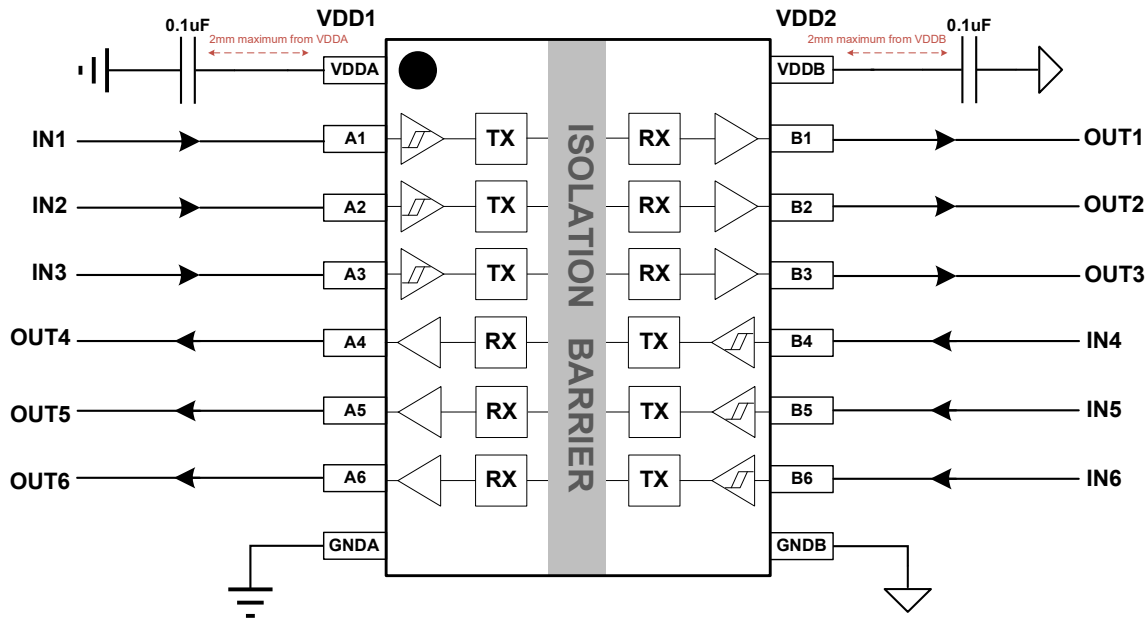 VDD1
VDD2
0.1uF
0.1uF
2mm maximum from VDDA
2mm maximum from VDDB
VDDA
VDDB
IN1
A1
TX
RX
B1
OUT1
IN2
A2
TX
RX
B2
OUT2
IN3
A3
TX
RX
B3
OUT3
OUT4
A4
RX
TX
B4
IN4
OUT5
A5
RX
TX
B5
IN5
OUT6
A6
RX
TX
B6
IN6
ISOLATION BARRIER
GNDA
GNDB